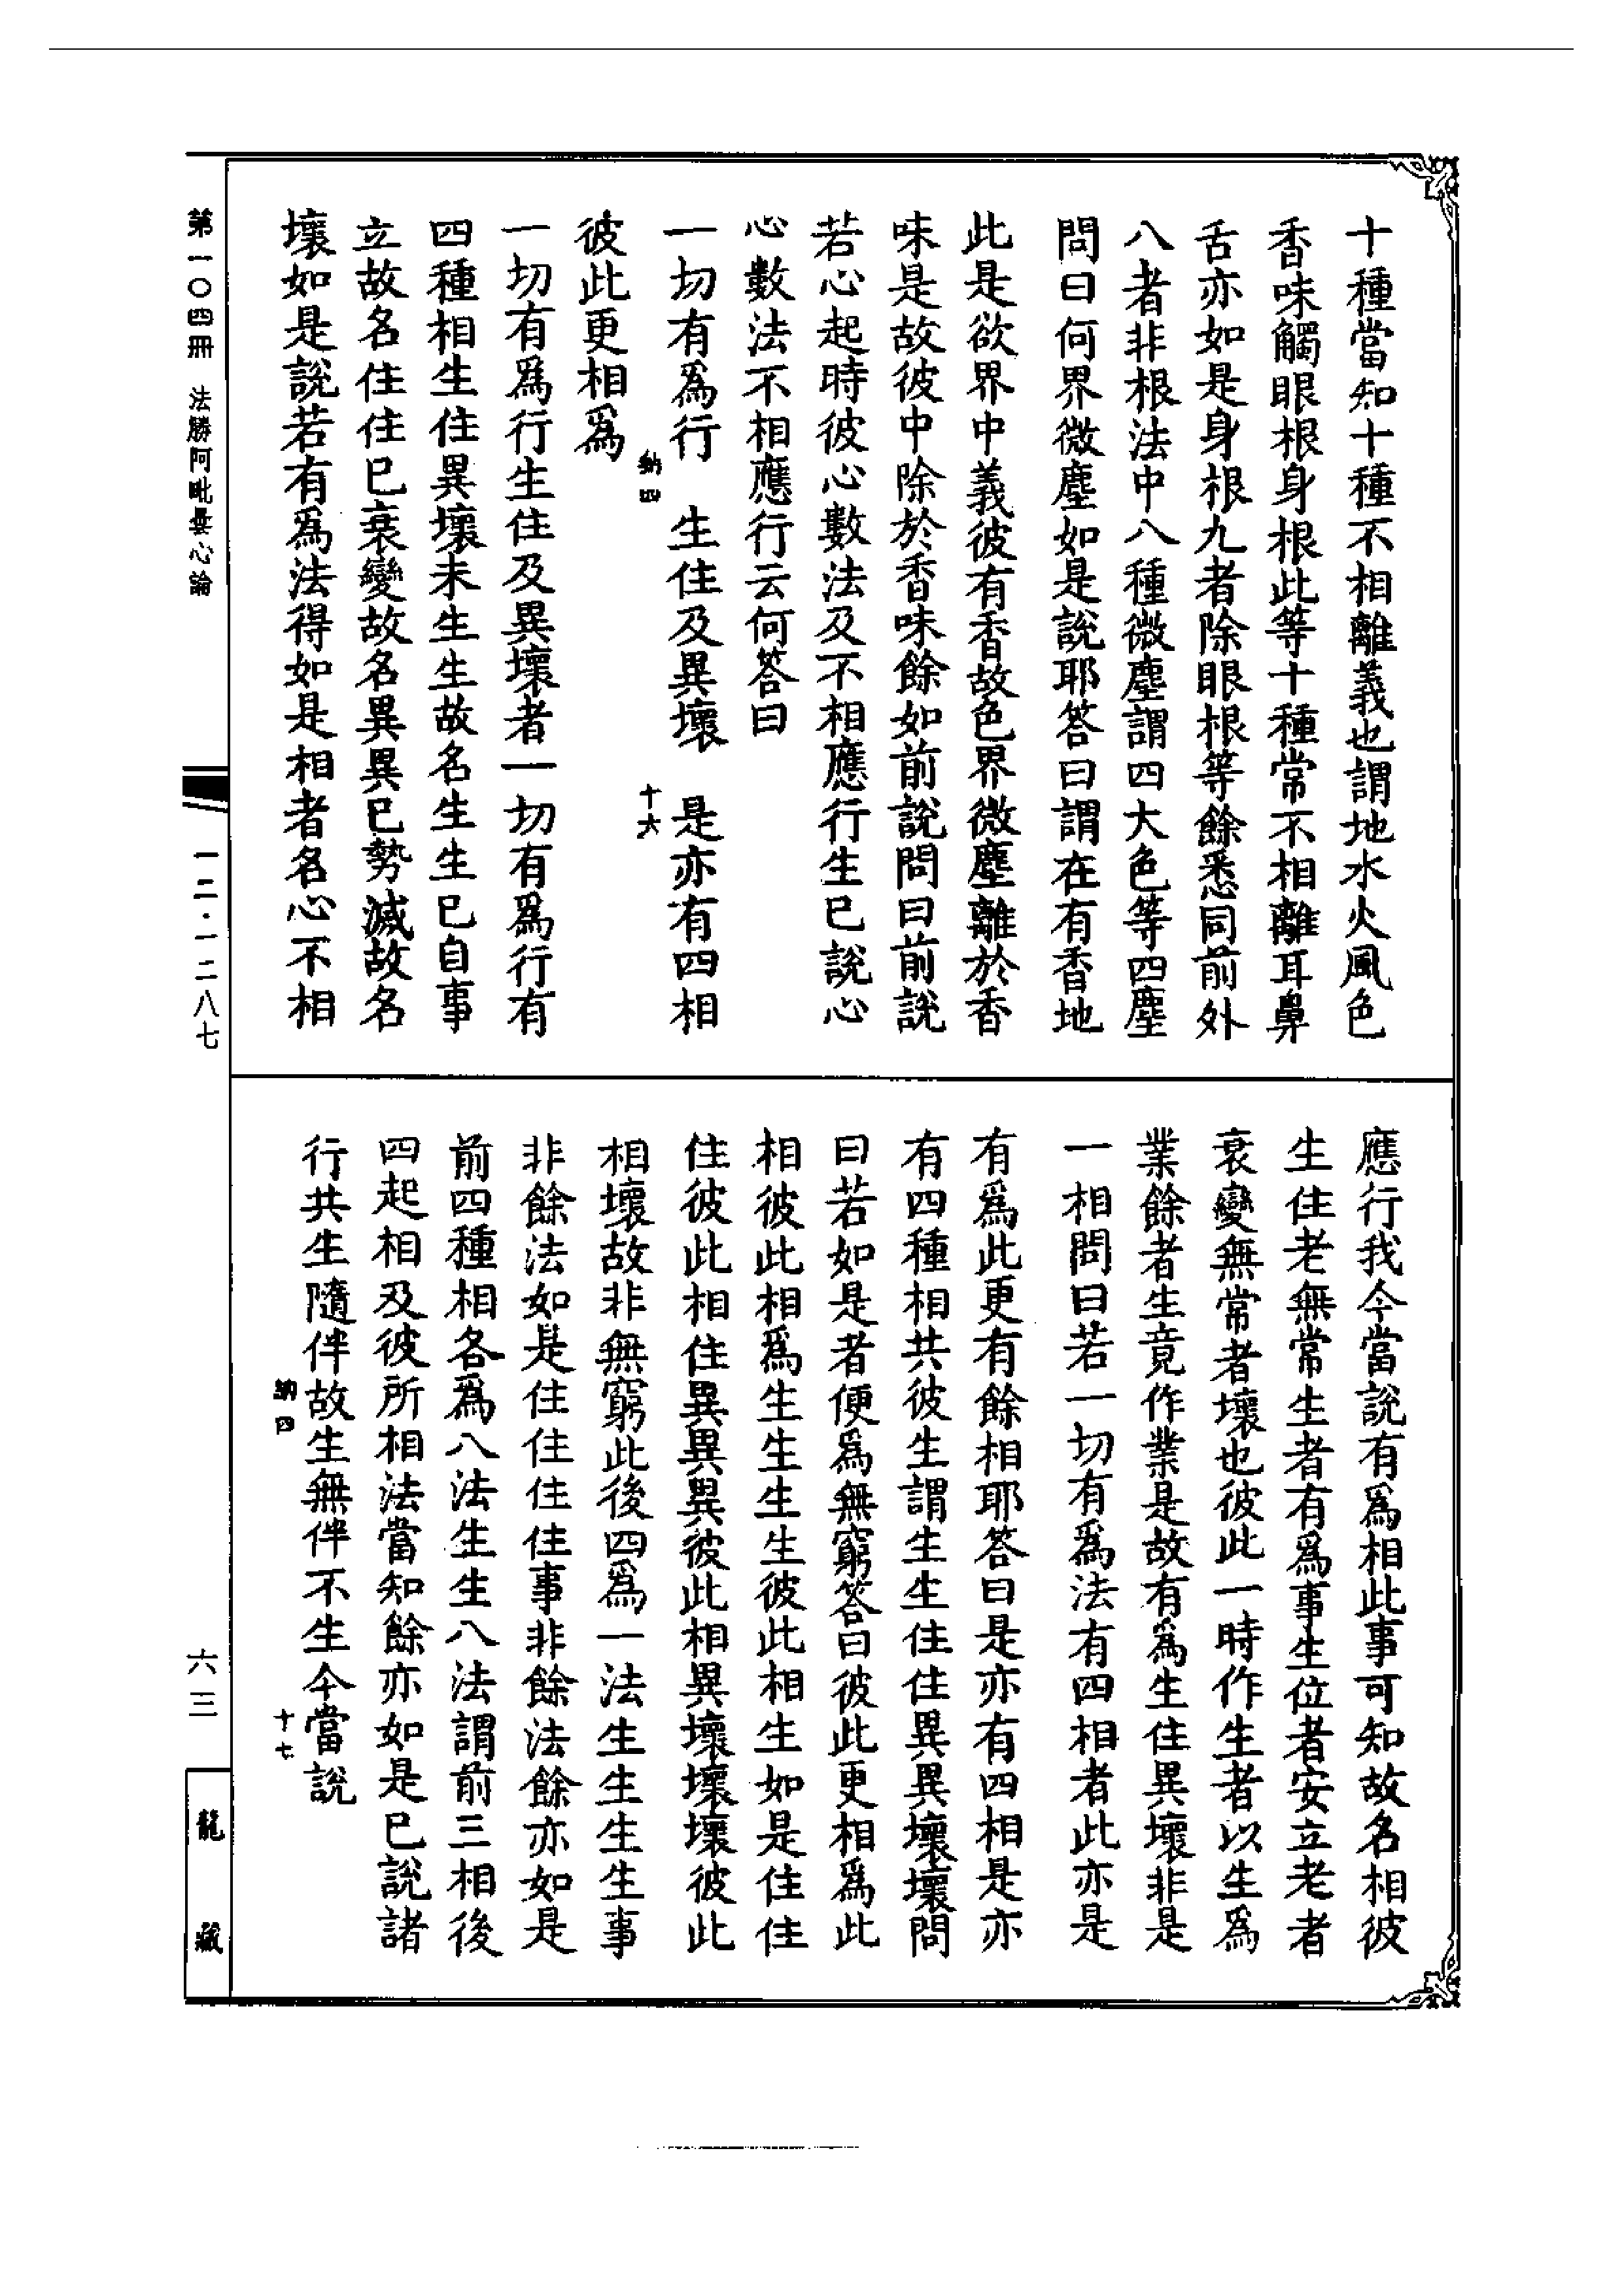 十種當知十種不相離義也謂地水火風色
香味觸眼根身根此等十種常不相離耳鼻
舌亦如是身根九者除眼根等餘悉同前外
八者非根法中八種微塵謂四大色等四塵
問曰何界微塵如是說耶答曰謂在有香地
此是欲界中義彼有香故色界微塵離於香
味是故彼中除於香味餘如前說問曰前說
若心起時彼心數法及不相應行生已說心
心數法不相應行云何答曰
一切有爲行　生住及異壞　是亦有四相
納四　十六
彼此更相爲
一切有爲行生住及異壞者一切有爲行有
四種相生住異壞未生生故名生生已自事
立故名住住已衰變故名異異已勢滅故名
壞如是說若有爲法得如是相者名心不相
應行我今當說有爲相此事可知故名相彼
生住老無常生者有爲事生位者安立老者
衰變無常者壞也彼此一時作生者以生爲
業餘者生竟作業是故有爲生住異壞非是
一相問曰若一切有爲法有四相者此亦是
有爲此更有餘相耶答曰是亦有四相是亦
有四種相共彼生謂生生住住異異壞壞問
曰若如是者便爲無窮答曰彼此更相爲此
相彼此相爲生生生生彼此相生如是住住
住彼此相住異異異彼此相異壞壞壞彼此
相壞故非無窮此後四爲一法生生生生事
非餘法如是住住住住事非餘法餘亦如是
前四種相各爲八法生生八法謂前三相後
四起相及彼所相法當知餘亦如是已說諸
行共生隨伴故生無伴不生今當說
納四　十七
第一〇四冊　法勝阿毗曇心論
一二·一二八七
六三
龍藏